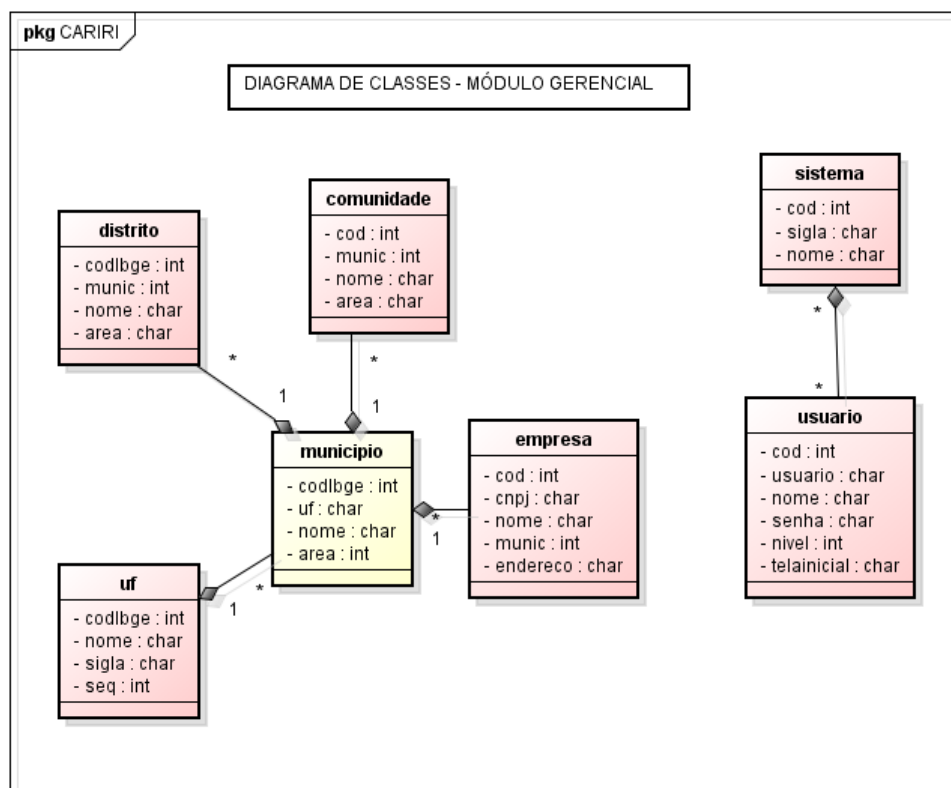 pkg CARIRI
DIAGRAMA DE CLASSES - MÓDULO GERENCIAL
distrito
- codIbge : int
- munic : int
- nome : char
- area : char
comunidade
- cod : int
- munic : int
- nome : char
- area : char
sistema
- cod : int
- sigla : char
- nome : char
*
1
*
1
*
*
municipio
- codIbge : int
- uf : char
- nome : char
- area : int
empresa
- cod : int
- cnpj : char
- nome : char
- munic : int
- endereco : char
*
1
usuario
- cod : int
- usuario : char
- nome : char
- senha : char
- nivel : int
- telainicial : char
*
1
uf
- codIbge : int
- nome : char
- sigla : char
- seq : int